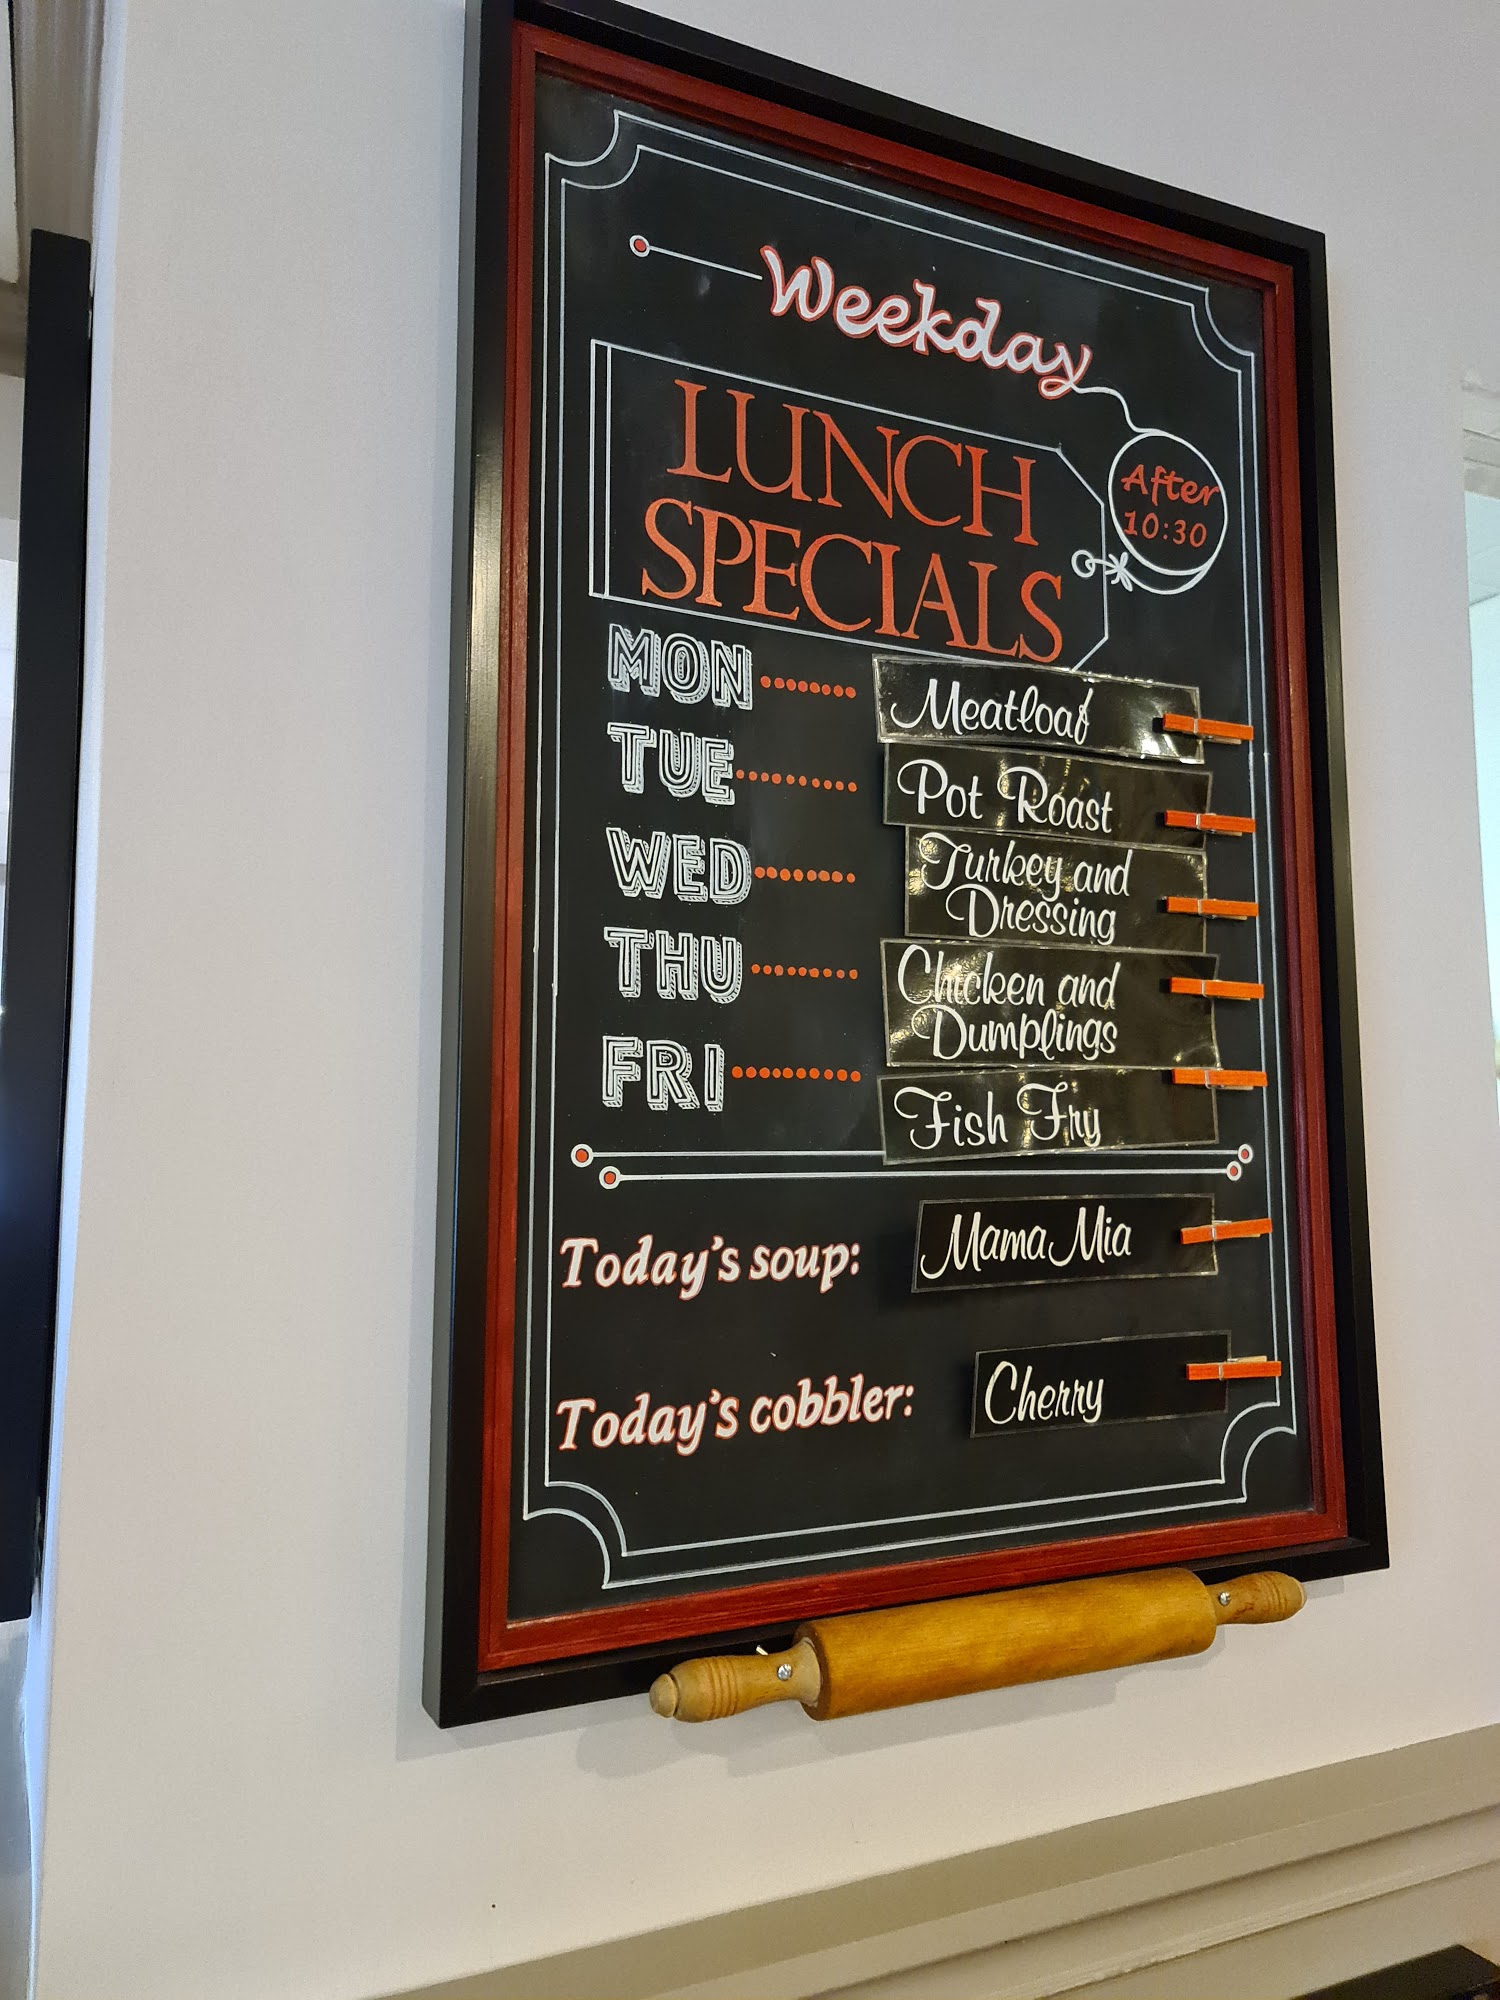 Weekday
LUNCH
SPECIALS
After
10:30
MON Meatloaf
TUE Pot Roast
WED Turkey and
Dressing
THU Chicken and
Dumplings
FRI Fish Fry
Today's soup: Mama Mia
Today's cobbler: Cherry